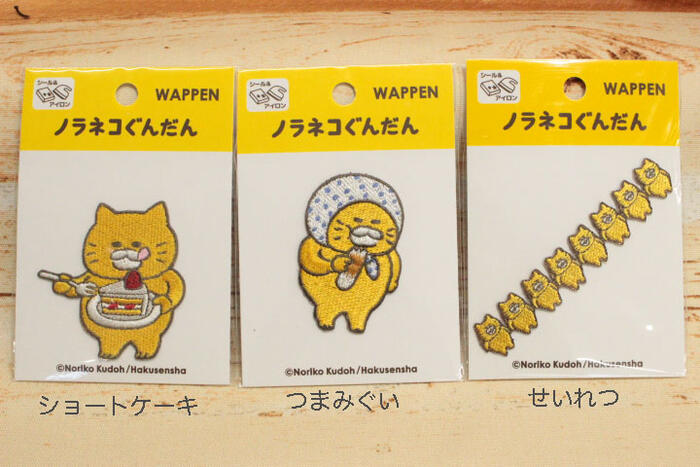 シール&
アイロン
WAPPEN
ノラネコぐんだん
©Noriko Kudoh/Hakusensha
ショートケーキ
シール&
アイロン
WAPPEN
ノラネコぐんだん
©Noriko Kudoh/Hakusensha
つまみぐい
シール&
アイロン
WAPPEN
ノラネコぐんだん
©Noriko Kudoh/Hakusensha
せいれつ